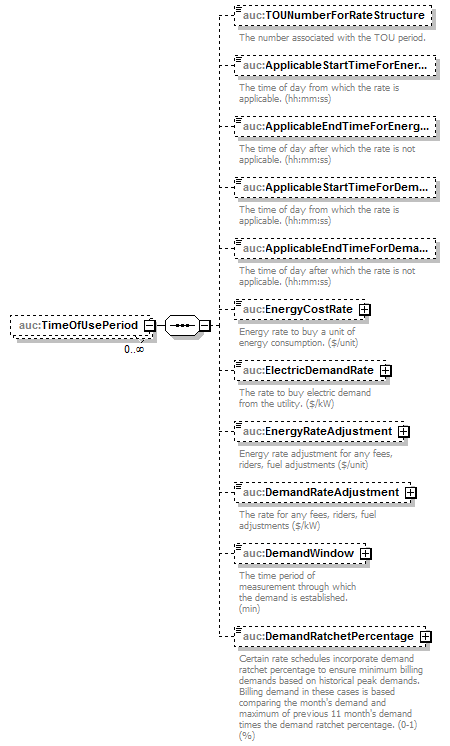 auc:TOUNumberForRateStructure
The number associated with the TOU period.
auc:ApplicableStartTimeForEner...
The time of day from which the rate is
applicable. (hh:mm:ss)
auc:ApplicableEndTimeForEnerg...
The time of day after which the rate is not
applicable. (hh:mm:ss)
auc:ApplicableStartTimeForDem...
The time of day from which the rate is
applicable. (hh:mm:ss)
auc:ApplicableEndTimeForDema...
The time of day after which the rate is not
applicable. (hh:mm:ss)
auc:TimeOfUsePeriod
0..∞
auc:EnergyCostRate
Energy rate to buy a unit of
energy consumption. ($/unit)
auc:ElectricDemandRate
The rate to buy electric demand
from the utility. ($/kW)
auc:EnergyRateAdjustment
Energy rate adjustment for any fees,
riders, fuel adjustments ($/unit)
auc:DemandRateAdjustment
The rate for any fees, riders, fuel
adjustments ($/kW)
auc:DemandWindow
The time period of
measurement through which
the demand is established.
(min)
auc:DemandRatchetPercentage
Certain rate schedules incorporate demand
ratchet percentage to ensure minimum billing
demands based on historical peak demands.
Billing demand in these cases is based
comparing the month's demand and
maximum of previous 11 month's demand
times the demand ratchet percentage. (0-1)
(%)